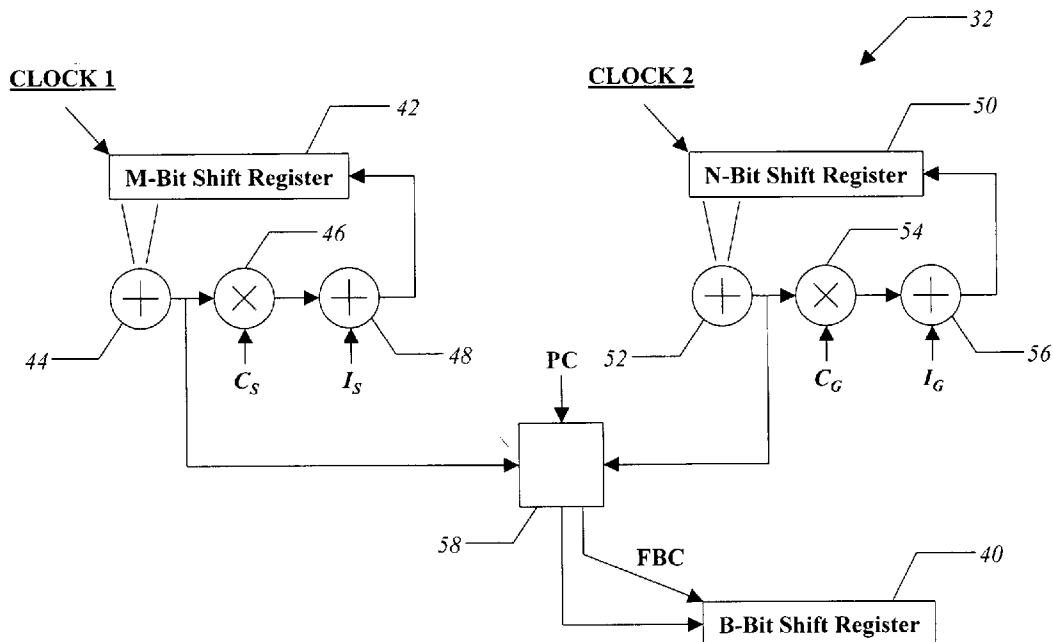 32
CLOCK 1
CLOCK 2
42
50
M-Bit Shift Register
N-Bit Shift Register
46
54
44
48
52
56
C_S
I_S
PC
C_G
I_G
58
FBC
40
B-Bit Shift Register